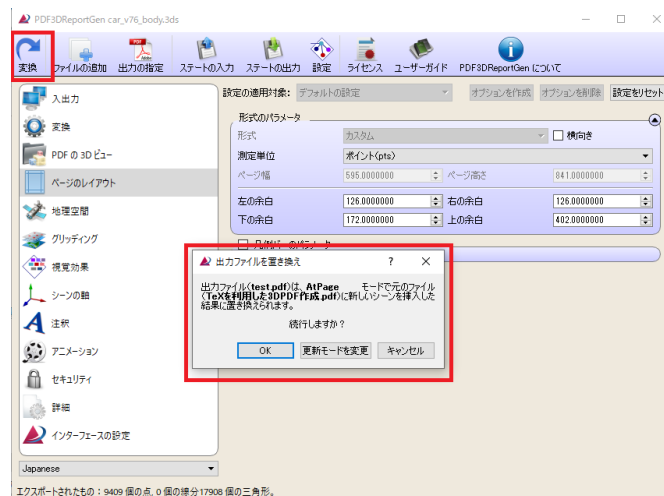 PDF3DReportGen car_v76_body.3ds
変換
ファイルの追加
出力の指定
ステートの入力
ステートの出力
設定
ライセンス
ユーザーガイド
PDF3DReportGen について
入出力
変換
PDF の 3D ビュー
ページのレイアウト
地理空間
グリッディング
視覚効果
シーンの軸
注釈
アニメーション
セキュリティ
詳細
インターフェースの設定
Japanese
設定の適用対象: デフォルトの設定 オプションを作成 オプションを削除 設定をリセット
形式のパラメータ
形式 カスタム 横向き
測定単位 ポイント(pts)
ページ幅 595.0000000 ページ高さ 841.0000000
左の余白 126.0000000 右の余白 126.0000000
下の余白 172.0000000 上の余白 402.0000000
出力ファイルを置き換え ? ×
出力ファイル(test.pdf)は、AtPage モードで元のファイル
(TeXを利用した3DPDF作成.pdf)に新しいシーンを挿入した
結果に置き換えられます。
続行しますか ?
OK 更新モードを変更 キャンセル
エクスポートされたもの : 9409 個の点, 0 個の線分17908 個の三角形。